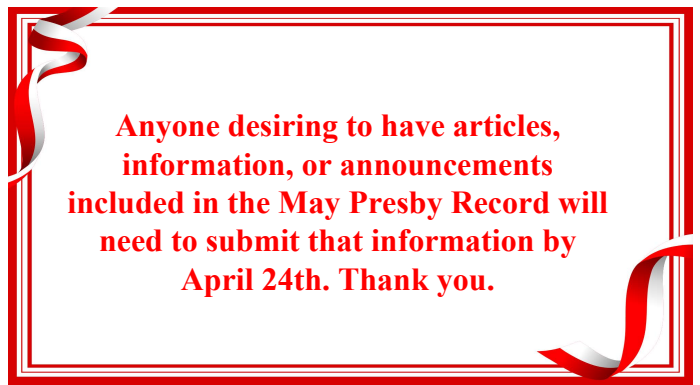 Anyone desiring to have articles,
information, or announcements
included in the May Presby Record will
need to submit that information by
April 24th. Thank you.